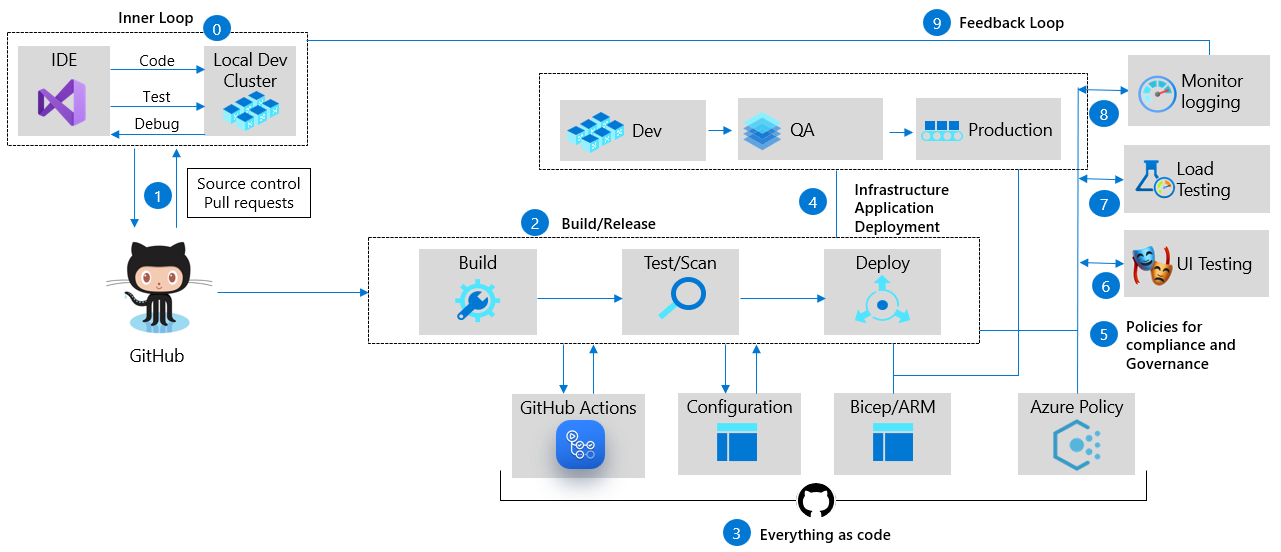 Inner Loop
0
9
Feedback Loop
IDE
Code
Test
Debug
Local Dev
Cluster
Monitor
logging
8
Dev
QA
Production
1
Source control
Pull requests
Load
Testing
7
4
Infrastructure
Application
Deployment
2
Build/Release
UI Testing
6
Build
Test/Scan
Deploy
GitHub
5
Policies for
compliance and
Governance
GitHub Actions
Configuration
Bicep/ARM
Azure Policy
3
Everything as code